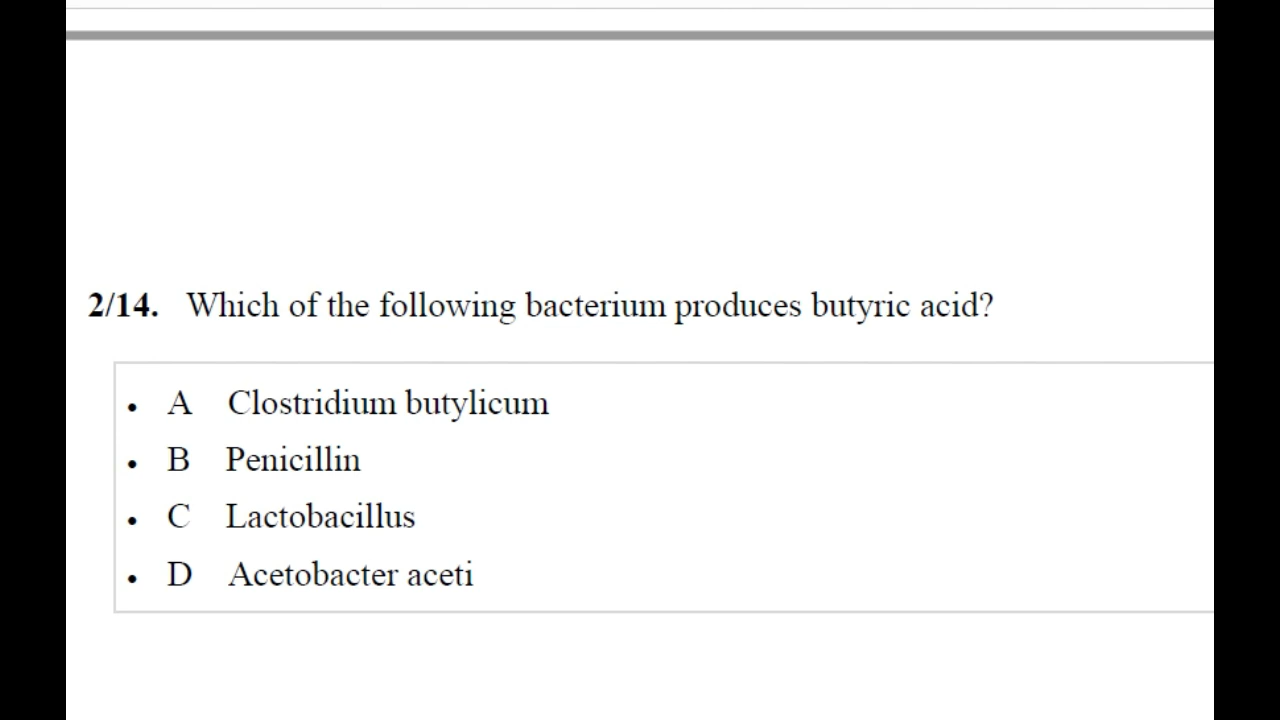 2/14. Which of the following bacterium produces butyric acid?
• A Clostridium butylicum
• B Penicillin
• C Lactobacillus
• D Acetobacter aceti